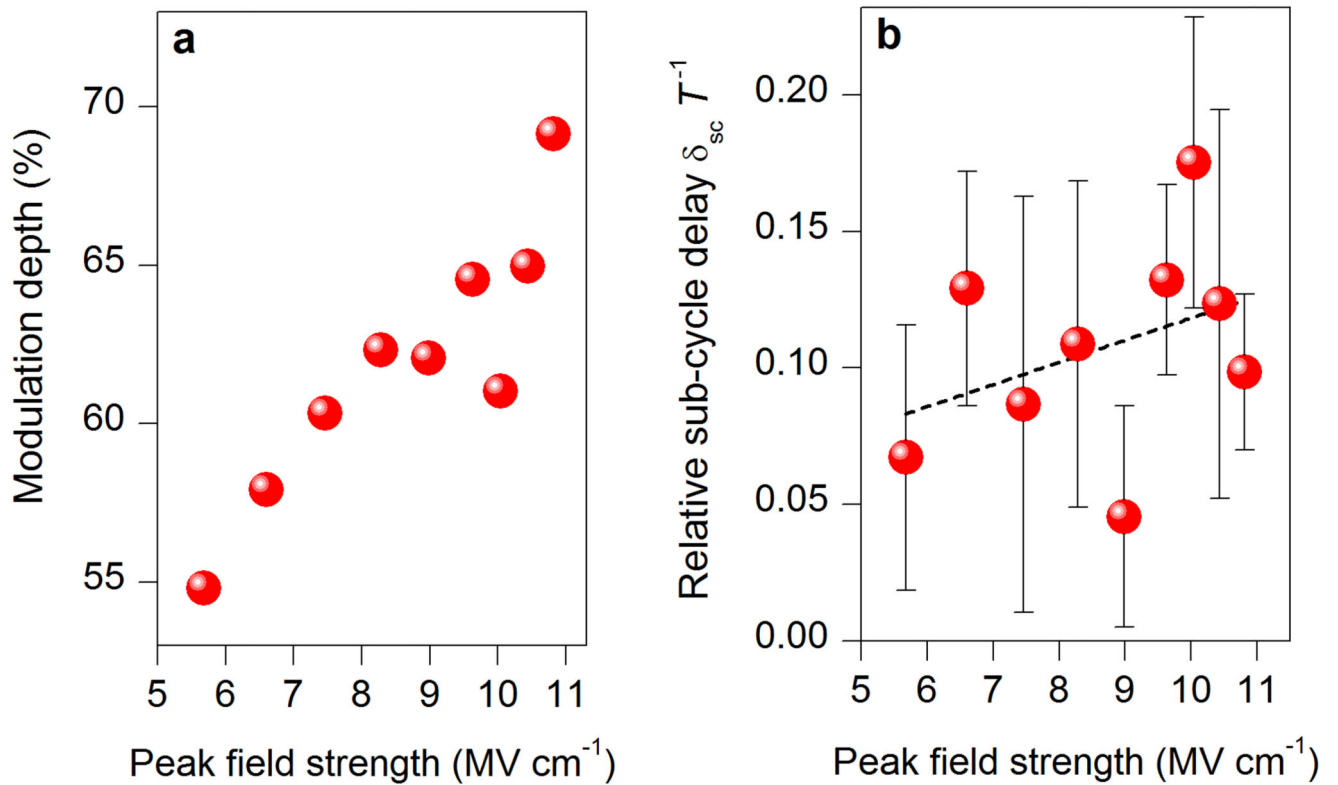 a
Modulation depth (%)
70
65
60
55
5 6 7 8 9 10 11
Peak field strength (MV cm⁻¹)
b
Relative sub-cycle delay δsc T⁻¹
0.20
0.15
0.10
0.05
0.00
5 6 7 8 9 10 11
Peak field strength (MV cm⁻¹)